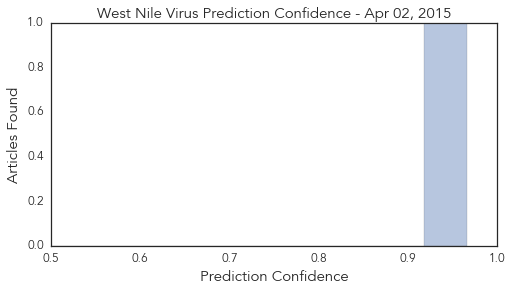 West Nile Virus Prediction Confidence - Apr 02, 2015
1.0
0.8
0.6
0.4
0.2
0.0
Articles Found
0.5 0.6 0.7 0.8 0.9 1.0
Prediction Confidence